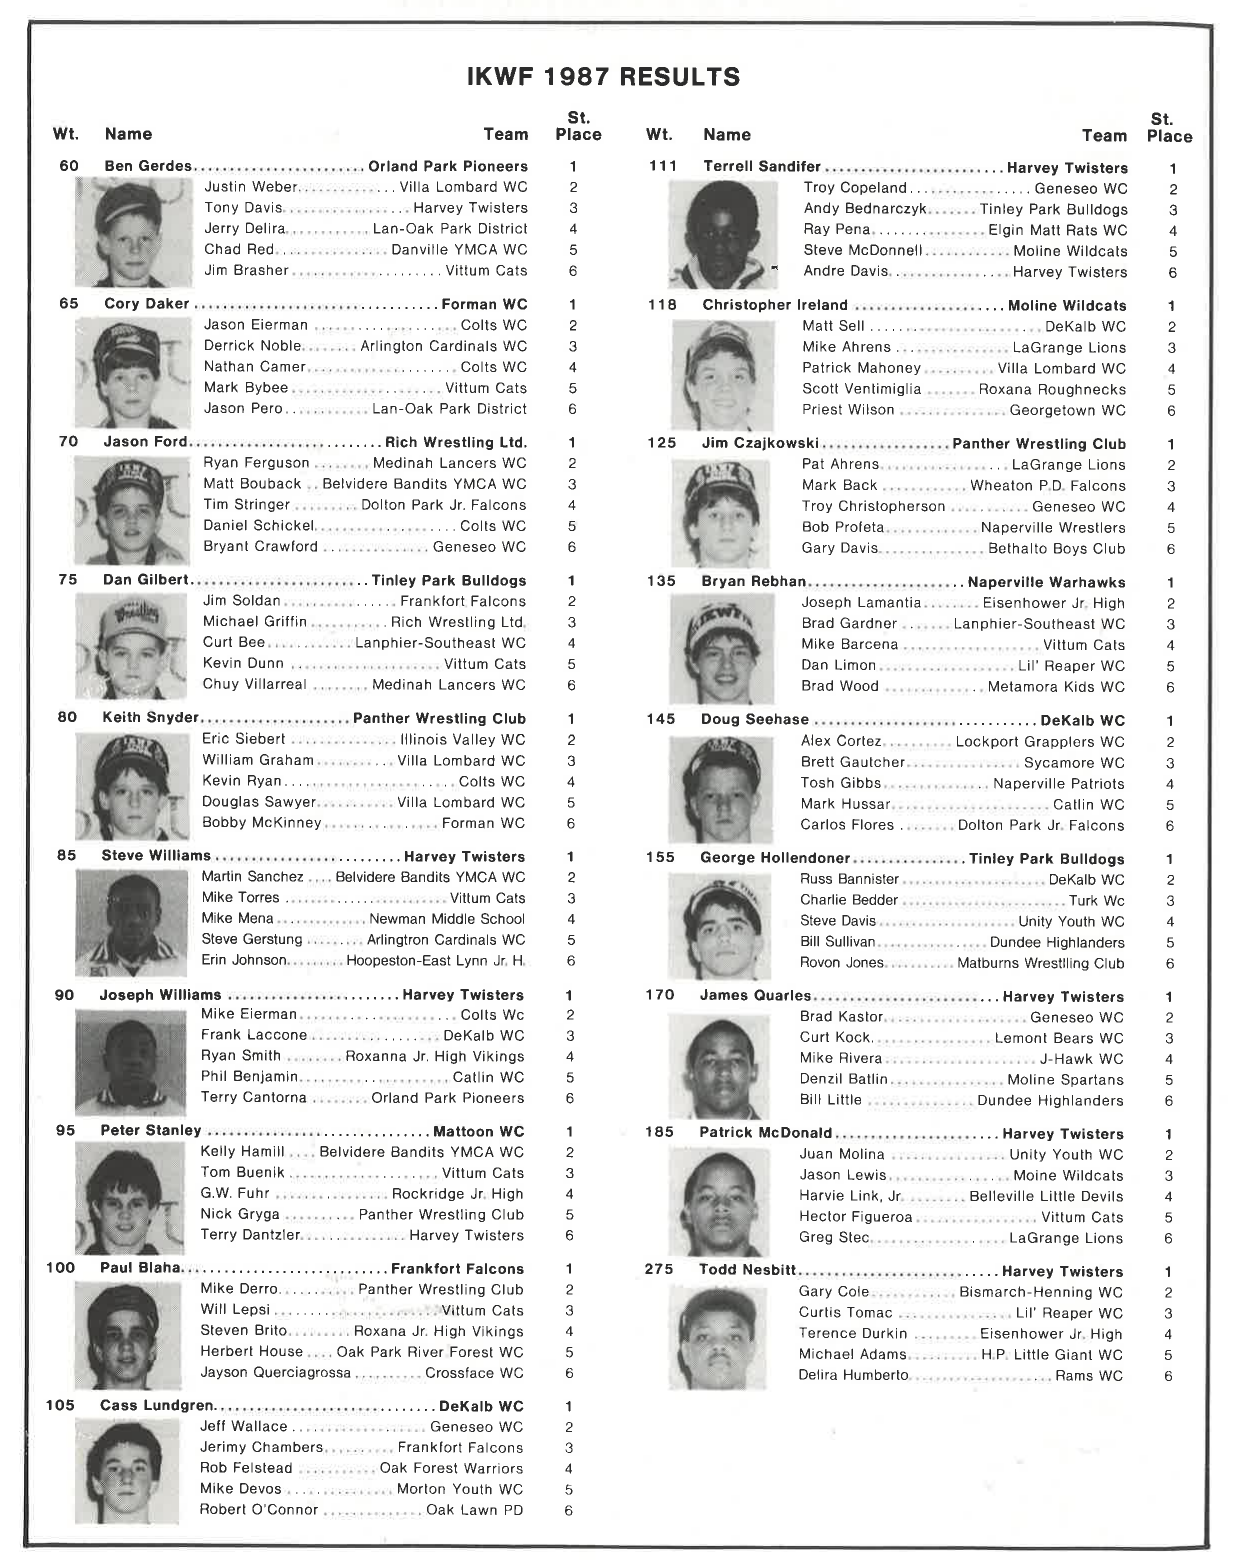 IKWF 1987 RESULTS
Wt. Name Team St. Place
60 Ben Gerdes Orland Park Pioneers 1
Justin Weber Villa Lombard WC 2
Tony Davis Harvey Twisters 3
Jerry Delira Lan-Oak Park District 4
Chad Red Danville YMCA WC 5
Jim Brasher Vittum Cats 6
65 Cory Daker Forman WC 1
Jason Eierman Colts WC 2
Derrick Noble Arlington Cardinals WC 3
Nathan Camer Colts WC 4
Mark Bybee Vittum Cats 5
Jason Pero Lan-Oak Park District 6
70 Jason Ford Rich Wrestling Ltd. 1
Ryan Ferguson Medinah Lancers WC 2
Matt Bouback Belvidere Bandits YMCA WC 3
Tim Stringer Dolton Park Jr. Falcons 4
Daniel Schickel Colts WC 5
Bryant Crawford Geneseo WC 6
75 Dan Gilbert Tinley Park Bulldogs 1
Jim Soldan Frankfort Falcons 2
Michael Griffin Rich Wrestling Ltd. 3
Curt Bee Lanphier-Southeast WC 4
Kevin Dunn Vittum Cats 5
Chuy Villarreal Medinah Lancers WC 6
80 Keith Snyder Panther Wrestling Club 1
Eric Siebert Illinois Valley WC 2
William Graham Villa Lombard WC 3
Kevin Ryan Colts WC 4
Douglas Sawyer Villa Lombard WC 5
Bobby McKinney Forman WC 6
85 Steve Williams Harvey Twisters 1
Martin Sanchez Belvidere Bandits YMCA WC 2
Mike Torres Vittum Cats 3
Mike Mena Newman Middle School 4
Steve Gerstung Arlingtron Cardinals WC 5
Erin Johnson Hoopeston-East Lynn Jr. H. 6
90 Joseph Williams Harvey Twisters 1
Mike Eierman Colts Wc 2
Frank Laccone DeKalb WC 3
Ryan Smith Roxanna Jr. High Vikings 4
Phil Benjamin Catlin WC 5
Terry Cantorna Orland Park Pioneers 6
95 Peter Stanley Mattoon WC 1
Kelly Hamill Belvidere Bandits YMCA WC 2
Tom Buenik Vittum Cats 3
G.W. Fuhr Rockridge Jr. High 4
Nick Gryga Panther Wrestling Club 5
Terry Dantzler Harvey Twisters 6
100 Paul Blaha Frankfort Falcons 1
Mike Derro Panther Wrestling Club 2
Will Lepsi Vittum Cats 3
Steven Brito Roxana Jr. High Vikings 4
Herbert House Oak Park River Forest WC 5
Jayson Querciagrossa Crossface WC 6
105 Cass Lundgren DeKalb WC 1
Jeff Wallace Geneseo WC 2
Jerimy Chambers Frankfort Falcons 3
Rob Felstead Oak Forest Warriors 4
Mike Devos Morton Youth WC 5
Robert O'Connor Oak Lawn PD 6
Wt. Name Team St. Place
111 Terrell Sandifer Harvey Twisters 1
Troy Copeland Geneseo WC 2
Andy Bednarczyk Tinley Park Bulldogs 3
Ray Pena Elgin Matt Rats WC 4
Steve McDonnell Moline Wildcats 5
Andre Davis Harvey Twisters 6
118 Christopher Ireland Moline Wildcats 1
Matt Sell DeKalb WC 2
Mike Ahrens LaGrange Lions 3
Patrick Mahoney Villa Lombard WC 4
Scott Ventimiglia Roxana Roughnecks 5
Priest Wilson Georgetown WC 6
125 Jim Czajkowski Panther Wrestling Club 1
Pat Ahrens LaGrange Lions 2
Mark Back Wheaton P.D. Falcons 3
Troy Christopherson Geneseo WC 4
Bob Profeta Naperville Wrestlers 5
Gary Davis Bethalto Boys Club 6
135 Bryan Rebhan Naperville Warhawks 1
Joseph Lamantia Eisenhower Jr. High 2
Brad Gardner Lanphier-Southeast WC 3
Mike Barcena Vittum Cats 4
Dan Limon Lil' Reaper WC 5
Brad Wood Metamora Kids WC 6
145 Doug Seehase DeKalb WC 1
Alex Cortez Lockport Grapplers WC 2
Brett Gautcher Sycamore WC 3
Tosh Gibbs Naperville Patriots 4
Mark Hussar Catlin WC 5
Carlos Flores Dolton Park Jr. Falcons 6
155 George Hollendoner Tinley Park Bulldogs 1
Russ Bannister DeKalb WC 2
Charlie Bedder Turk Wc 3
Steve Davis Unity Youth WC 4
Bill Sullivan Dundee Highlanders 5
Rovon Jones Matburns Wrestlling Club 6
170 James Quarles Harvey Twisters 1
Brad Kastor Geneseo WC 2
Curt Kock Lemont Bears WC 3
Mike Rivera J-Hawk WC 4
Denzil Batlin Moline Spartans 5
Bill Little Dundee Highlanders 6
185 Patrick McDonald Harvey Twisters 1
Juan Molina Unity Youth WC 2
Jason Lewis Moine Wildcats 3
Harvie Link, Jr. Belleville Little Devils 4
Hector Figueroa Vittum Cats 5
Greg Stec LaGrange Lions 6
275 Todd Nesbitt Harvey Twisters 1
Gary Cole Bismarch-Henning WC 2
Curtis Tomac Lil' Reaper WC 3
Terence Durkin Eisenhower Jr. High 4
Michael Adams H.P. Little Giant WC 5
Delira Humberto Rams WC 6